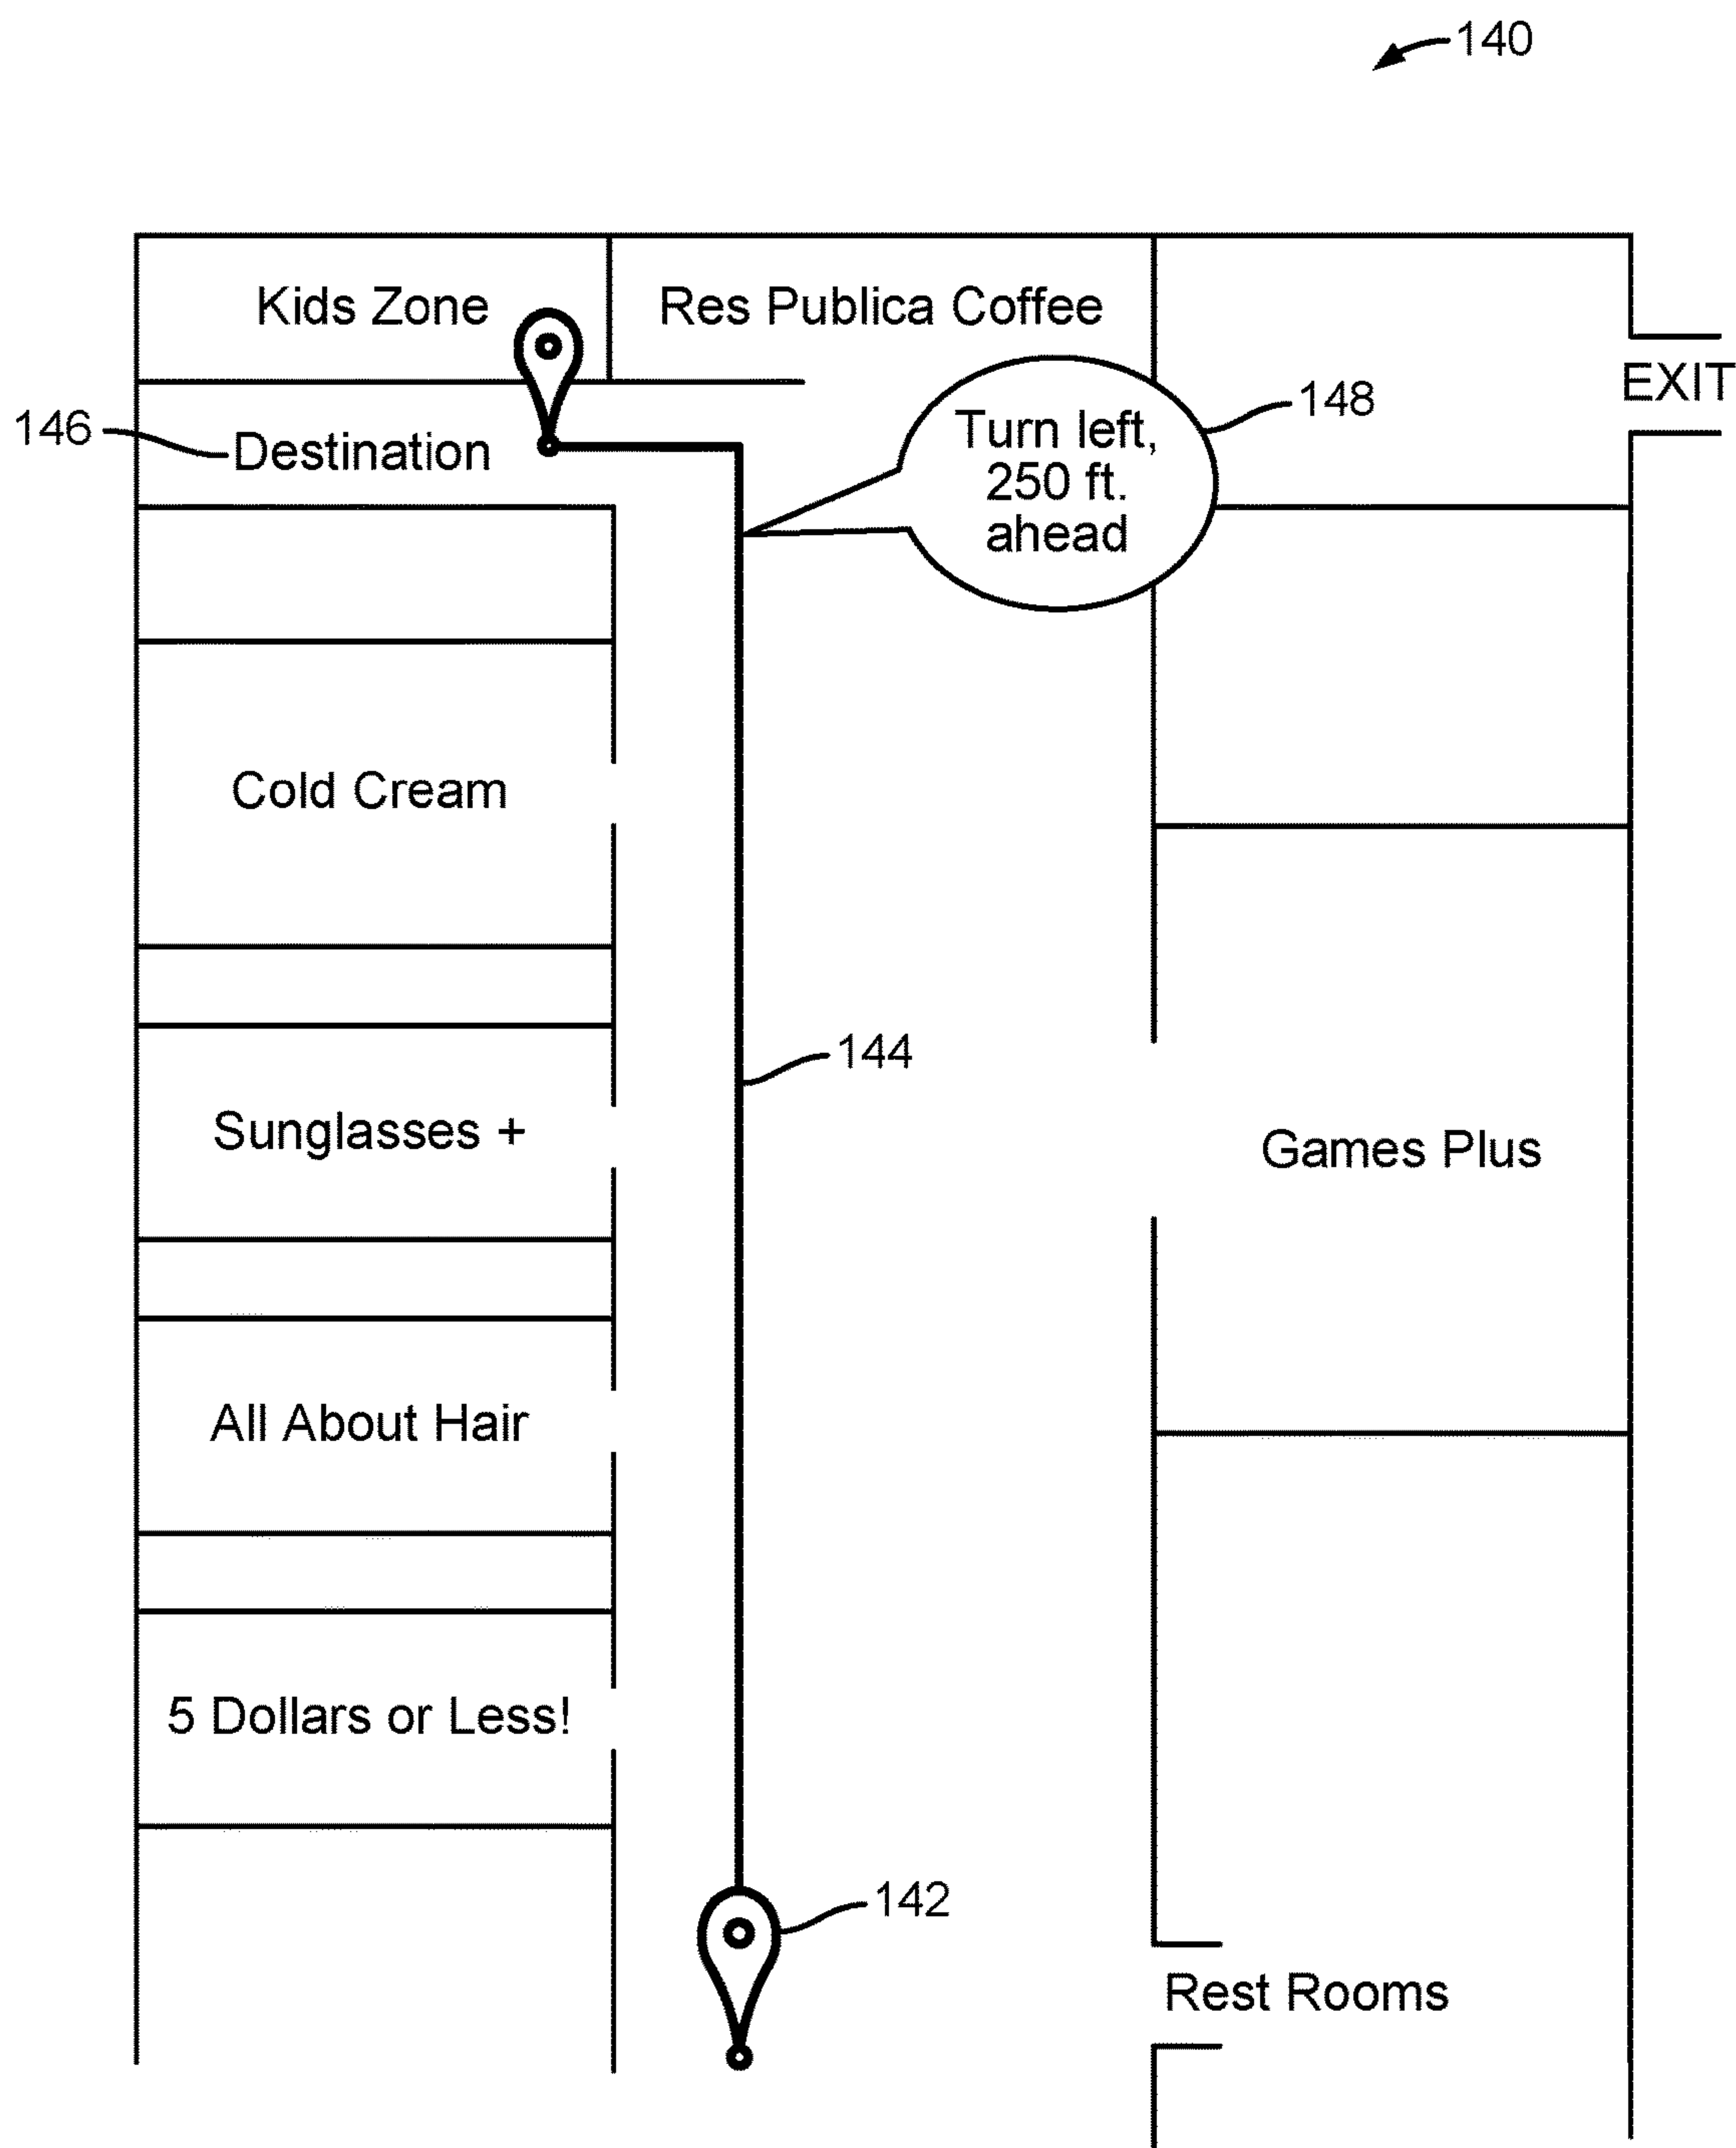 140
Kids Zone
Res Publica Coffee
EXIT
146
Destination
Turn left,
250 ft.
ahead
148
Cold Cream
144
Sunglasses +
Games Plus
All About Hair
5 Dollars or Less!
142
Rest Rooms